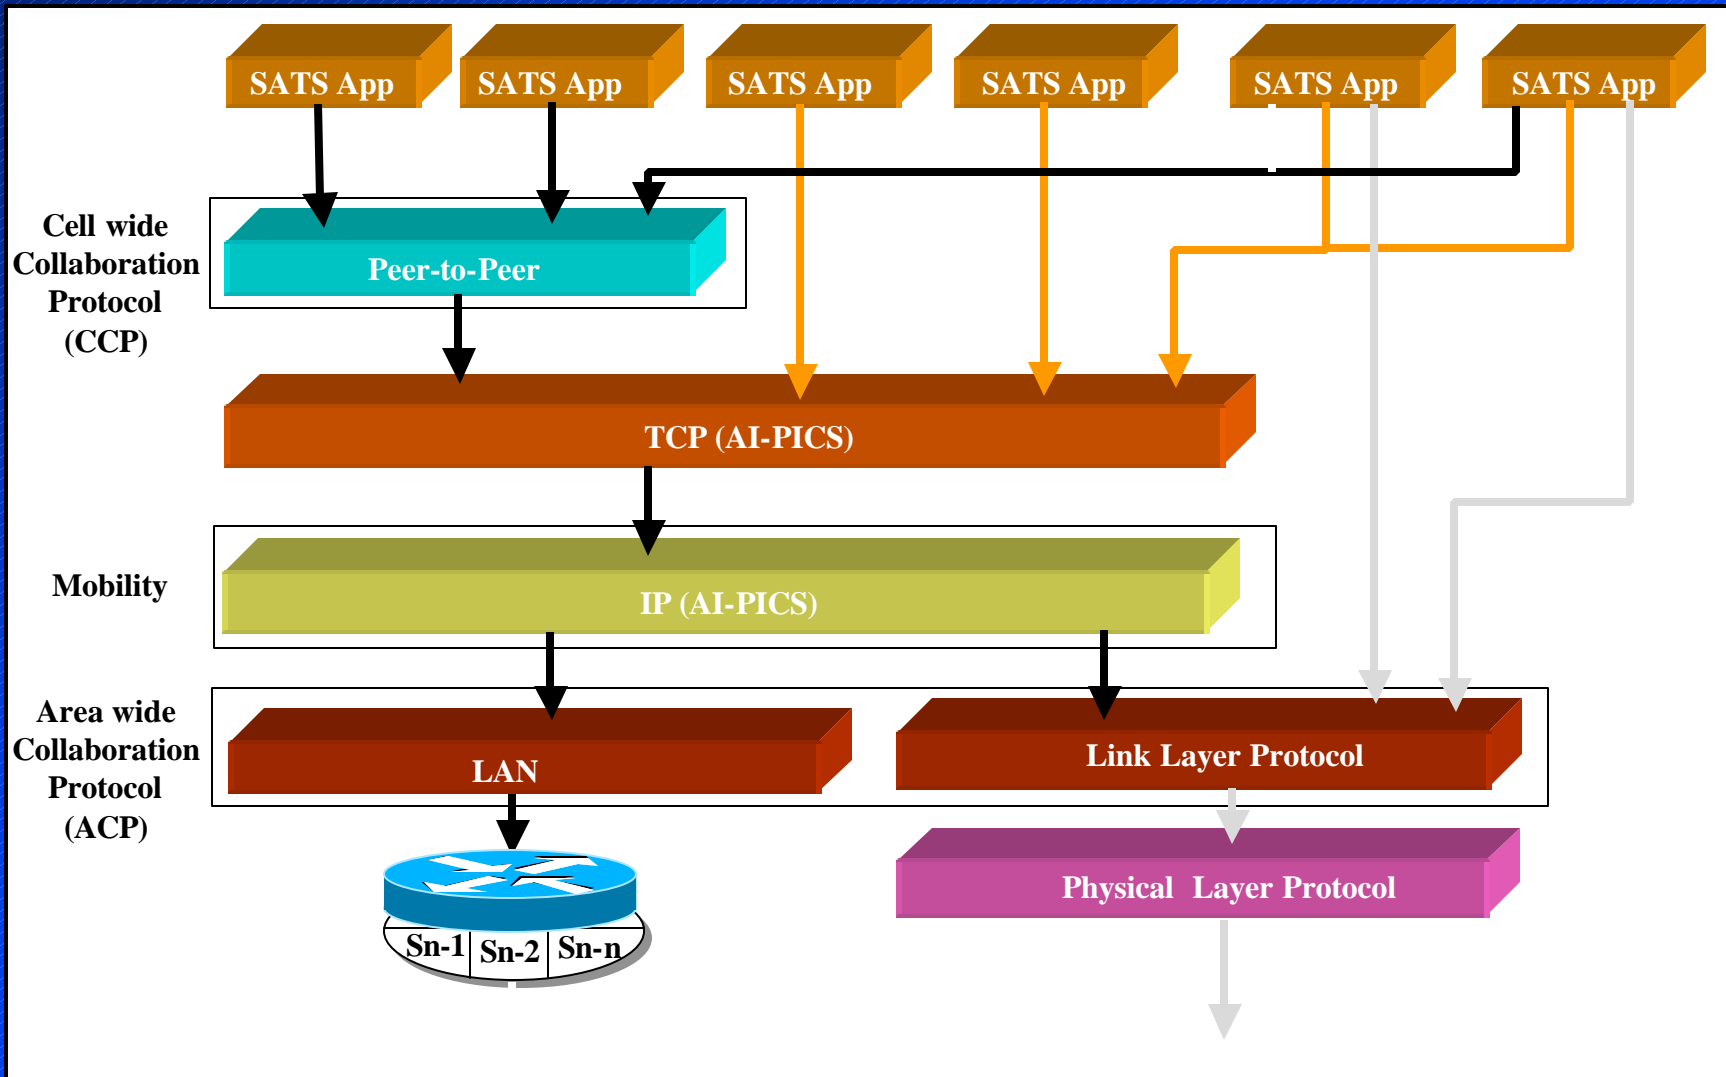 SATS App SATS App SATS App SATS App SATS App SATS App
Cell wide
Collaboration
Protocol
(CCP)
Peer-to-Peer
TCP (AI-PICS)
Mobility
IP (AI-PICS)
Area wide
Collaboration
Protocol
(ACP)
LAN
Link Layer Protocol
Physical Layer Protocol
Sn-1 Sn-2 Sn-n